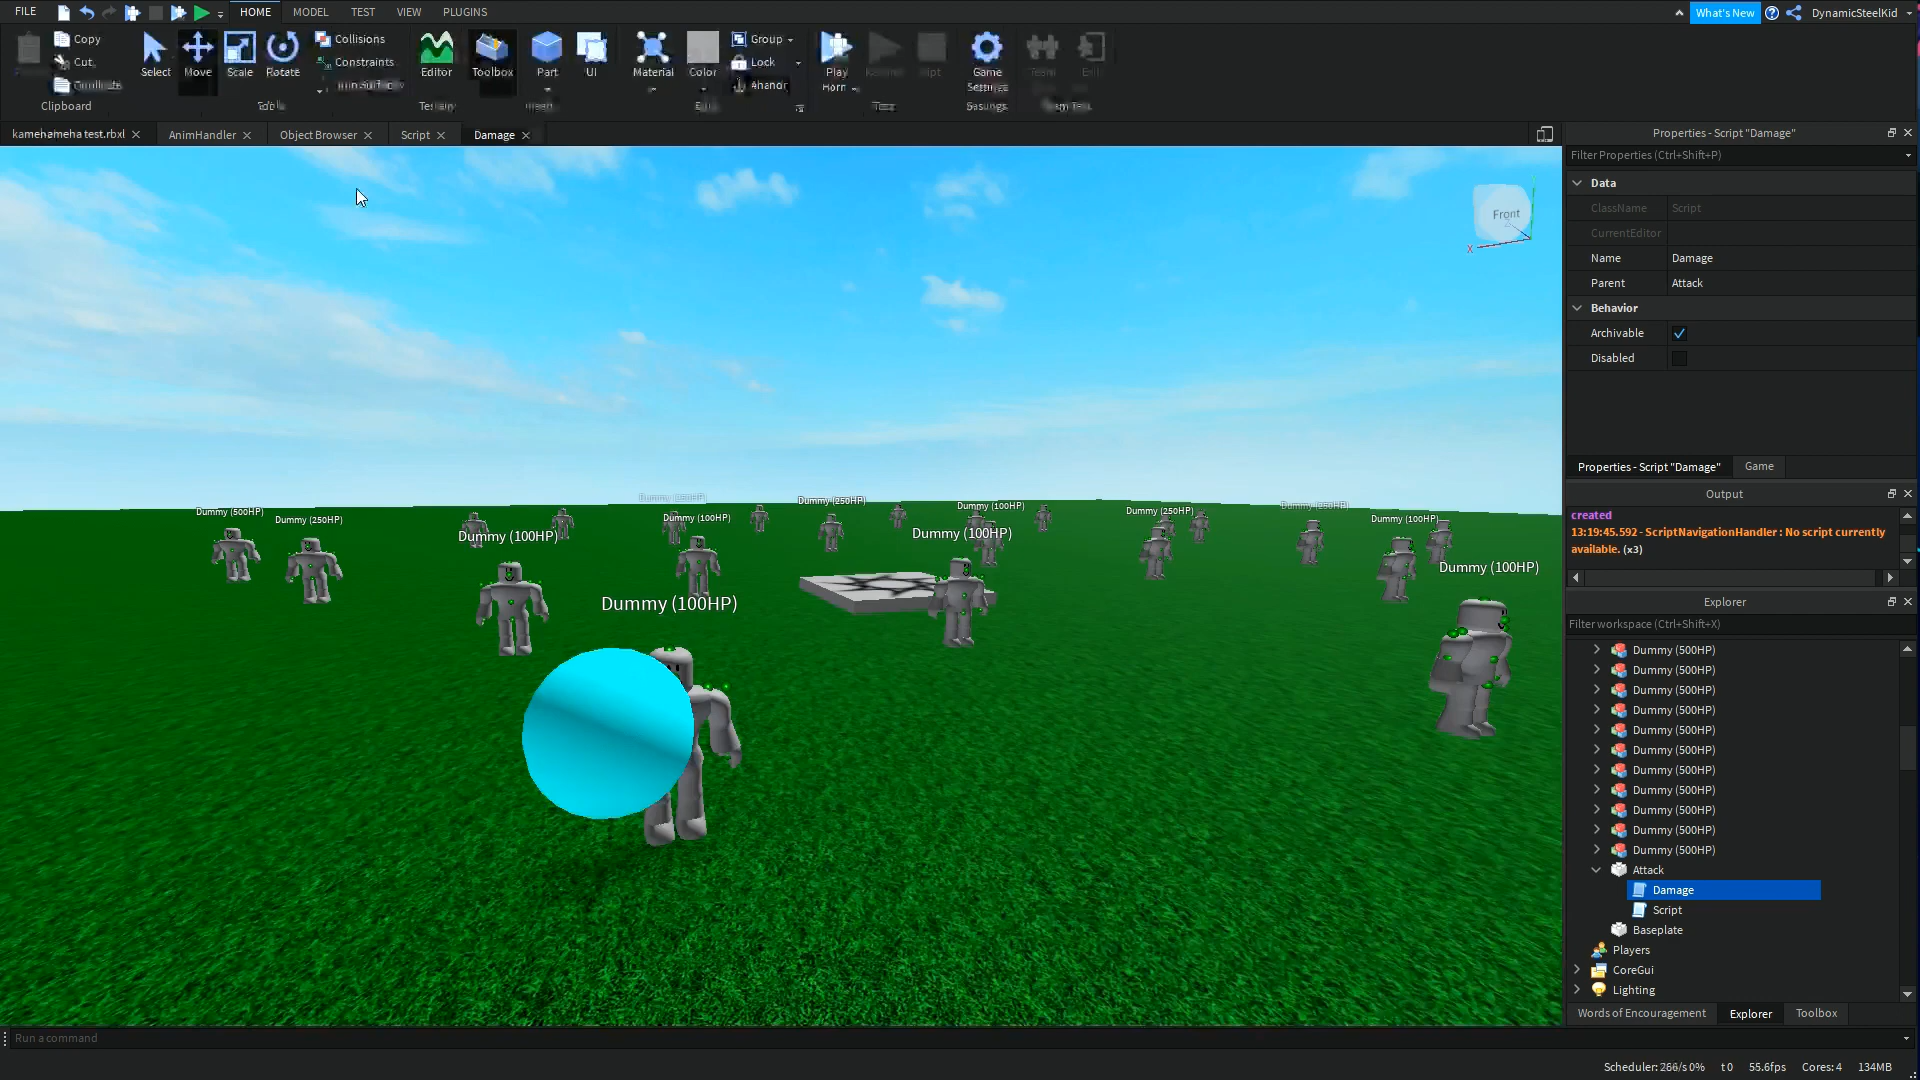 FILE
HOME
MODEL
TEST
VIEW
PLUGINS
What's New
DynamicSteelKid
Copy
Cut
Duplicate
Clipboard
Select
Move
Scale
Rotate
Collisions
Constraints
Editor
Toolbox
Part
UI
Material
Color
Group
Lock
Anchor
Play
Game
Settings
kamehameha test.rbxl
AnimHandler
Object Browser
Script
Damage
Front
X
Dummy (500HP)
Dummy (250HP)
Dummy (100HP)
Dummy (100HP)
Dummy (250HP)
Dummy (100HP)
Dummy (100HP)
Dummy (250HP)
Dummy (100HP)
Dummy (100HP)
Dummy (100HP)
Properties - Script "Damage"
Filter Properties (Ctrl+Shift+P)
Data
ClassName Script
CurrentEditor
Name Damage
Parent Attack
Behavior
Archivable
Disabled
Properties - Script "Damage"
Game
Output
created
13:19:45.592 - ScriptNavigationHandler : No script currently
available. (x3)
Explorer
Filter workspace (Ctrl+Shift+X)
Dummy (500HP)
Dummy (500HP)
Dummy (500HP)
Dummy (500HP)
Dummy (500HP)
Dummy (500HP)
Dummy (500HP)
Dummy (500HP)
Dummy (500HP)
Dummy (500HP)
Dummy (500HP)
Attack
Damage
Script
Baseplate
Players
CoreGui
Lighting
Words of Encouragement
Explorer
Toolbox
Run a command
Scheduler: 266/s 0% t 0 55.6fps Cores: 4 134MB